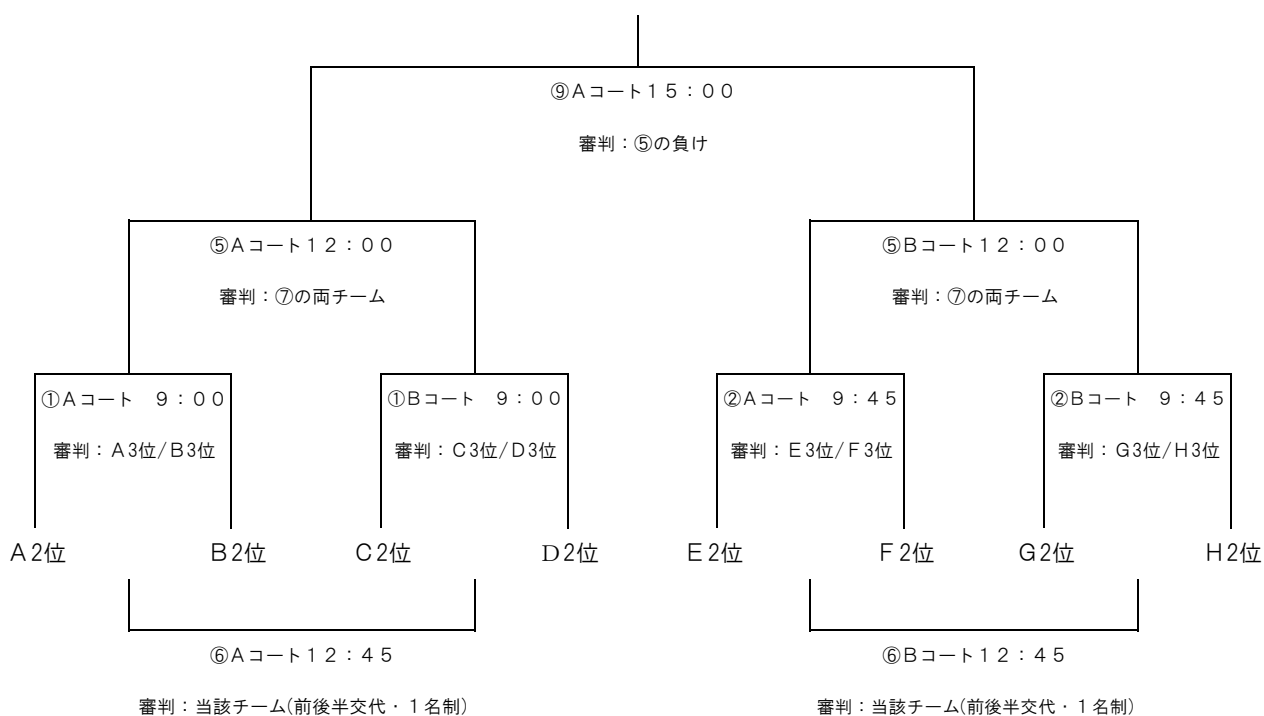 ⑨Aコート15：00
審判：⑤の負け
⑤Aコート12：00
⑤Bコート12：00
審判：⑦の両チーム
審判：⑦の両チーム
①Aコート　9：00
①Bコート　9：00
②Aコート　9：45
②Bコート　9：45
審判：A3位/B3位
審判：C3位/D3位
審判：E3位/F3位
審判：G3位/H3位
A2位
B2位
C2位
D2位
E2位
F2位
G2位
H2位
⑥Aコート12：45
⑥Bコート12：45
審判：当該チーム(前後半交代・1名制)
審判：当該チーム(前後半交代・1名制)